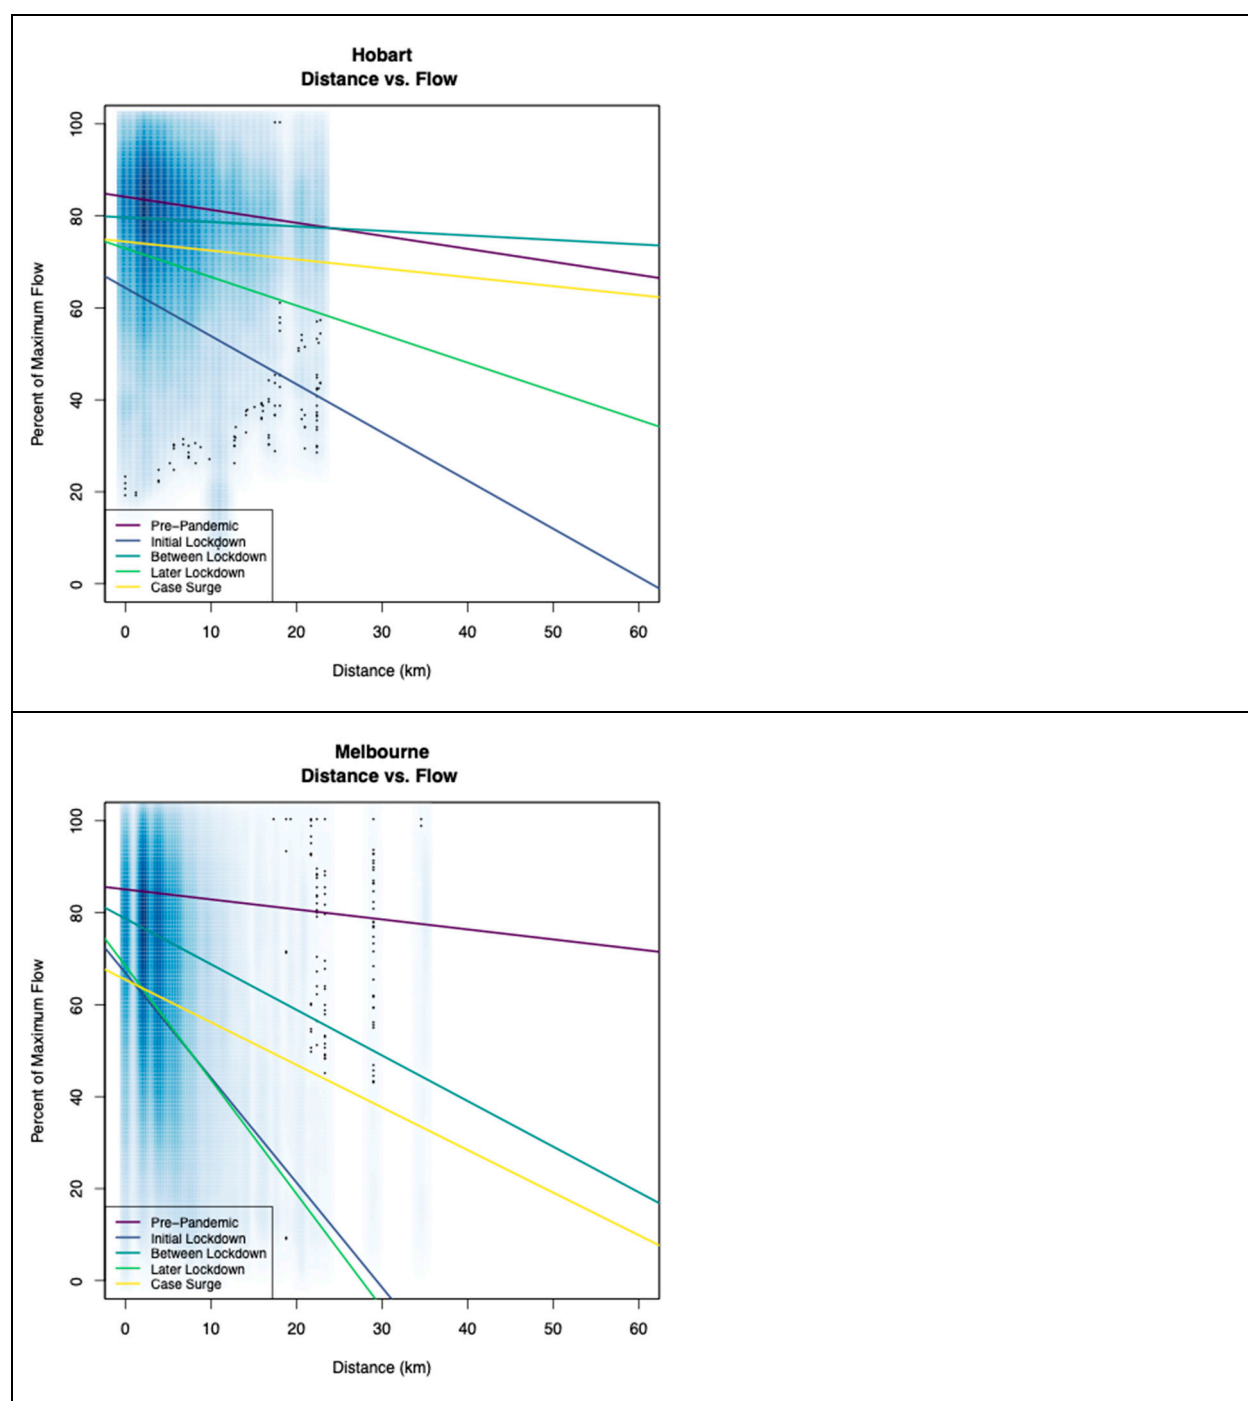 Hobart
Distance vs. Flow
Percent of Maximum Flow
100
80
60
40
20
0
Pre-Pandemic
Initial Lockdown
Between Lockdown
Later Lockdown
Case Surge
0 10 20 30 40 50 60
Distance (km)
Melbourne
Distance vs. Flow
Percent of Maximum Flow
100
80
60
40
20
0
Pre-Pandemic
Initial Lockdown
Between Lockdown
Later Lockdown
Case Surge
0 10 20 30 40 50 60
Distance (km)